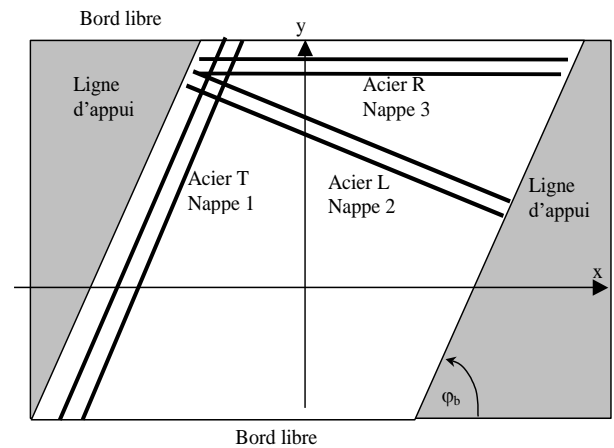 Bord libre
y
Ligne
d'appui
Acier R
Nappe 3
Acier T
Nappe 1
Acier L
Nappe 2
Ligne
d'appui
x
φb
Bord libre